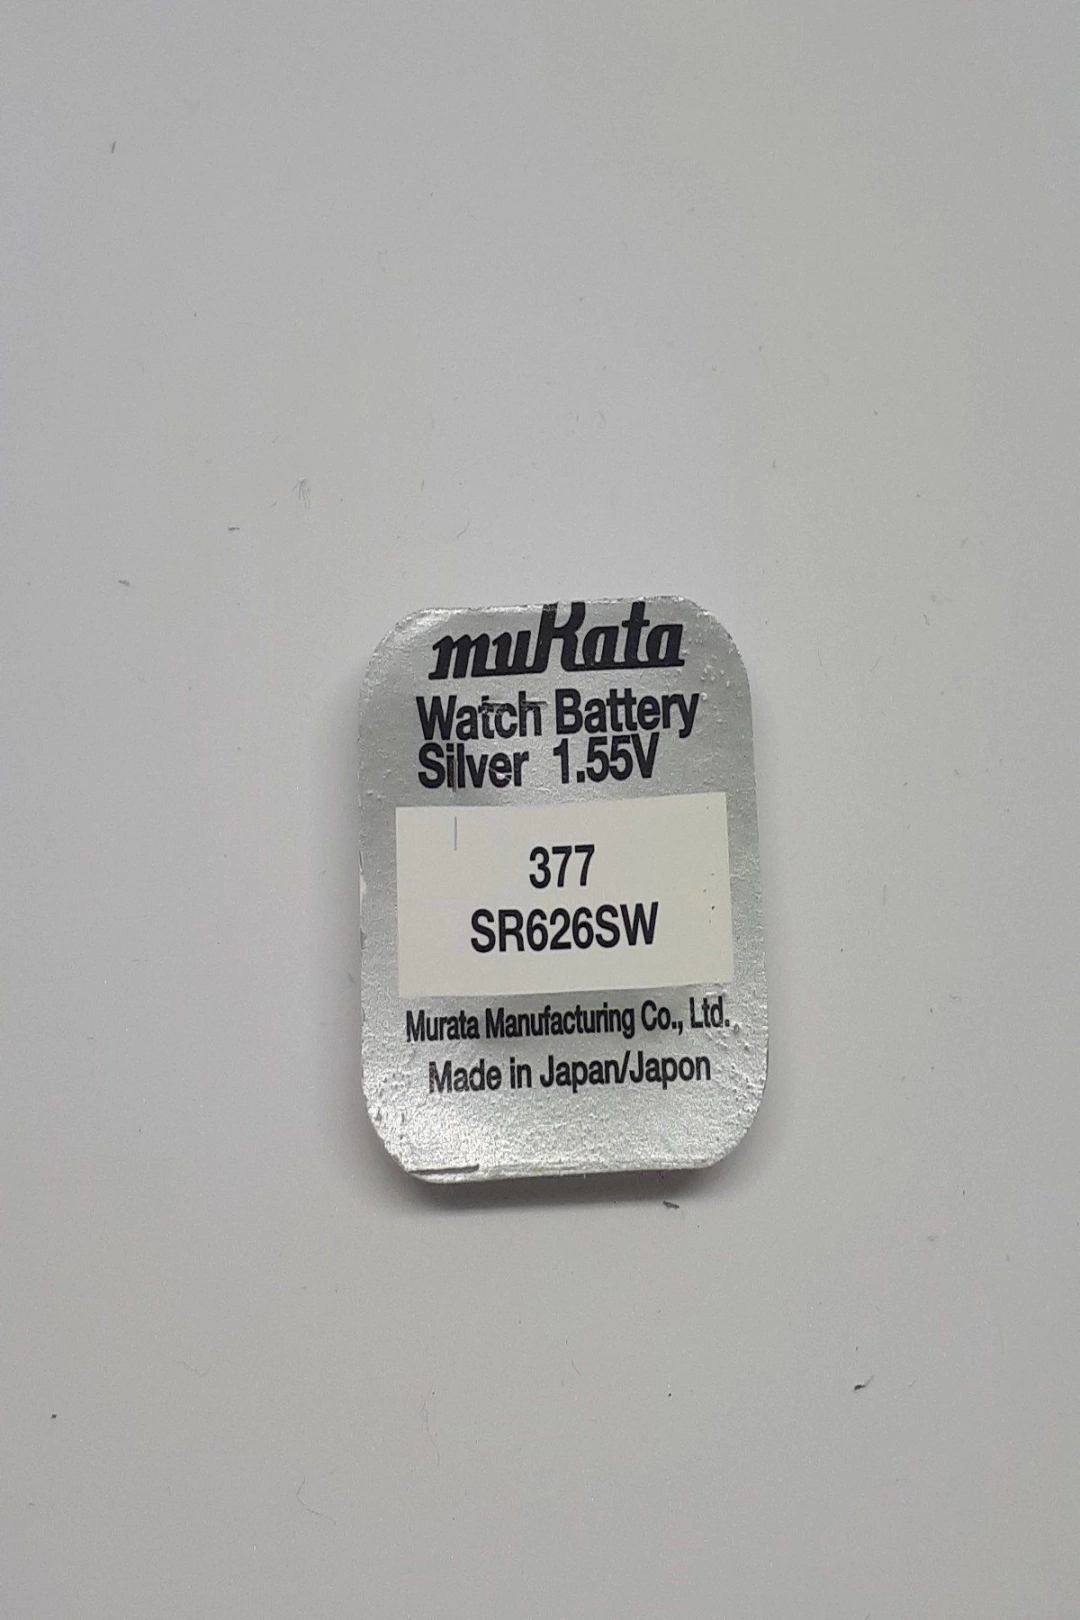 muRata
Watch Battery
Silver 1.55V
377
SR626SW
Murata Manufacturing Co., Ltd.
Made in Japan/Japon